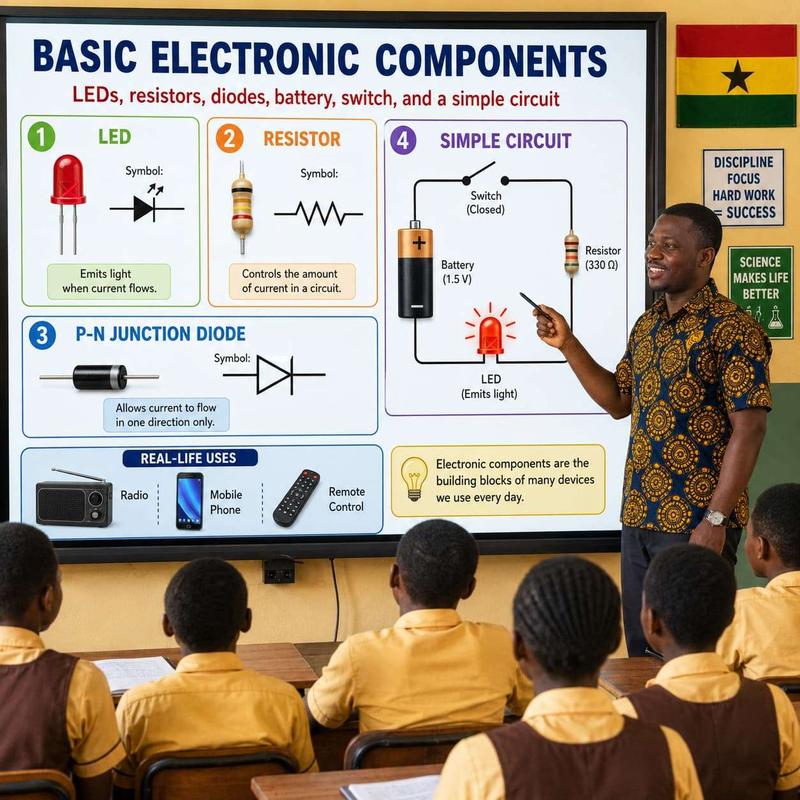 BASIC ELECTRONIC COMPONENTS
LEDs, resistors, diodes, battery, switch, and a simple circuit
1 LED
Symbol:
Emits light
when current flows.
2 RESISTOR
Symbol:
Controls the amount
of current in a circuit.
3 P-N JUNCTION DIODE
Symbol:
Allows current to flow
in one direction only.
4 SIMPLE CIRCUIT
Switch
(Closed)
+
Battery
(1.5 V)
Resistor
(330 Ω)
LED
(Emits light)
REAL-LIFE USES
Radio
Mobile
Phone
Remote
Control
Electronic components are the
building blocks of many devices
we use every day.
DISCIPLINE
FOCUS
HARD WORK
= SUCCESS
SCIENCE
MAKES LIFE
BETTER